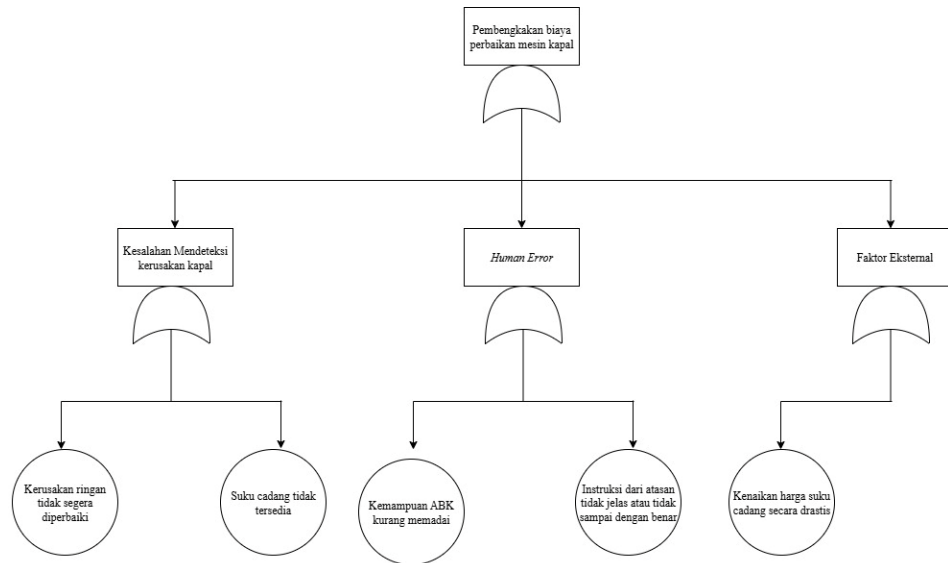 Pembengkakan biaya
perbaikan mesin kapal
Kesalahan Mendeteksi
kerusakan kapal
Human Error
Faktor Eksternal
Kerusakan ringan
tidak segera
diperbaiki
Suku cadang tidak
tersedia
Kemampuan ABK
kurang memadai
Instruksi dari atasan
tidak jelas atau tidak
sampai dengan benar
Kenaikan harga suku
cadang secara drastis